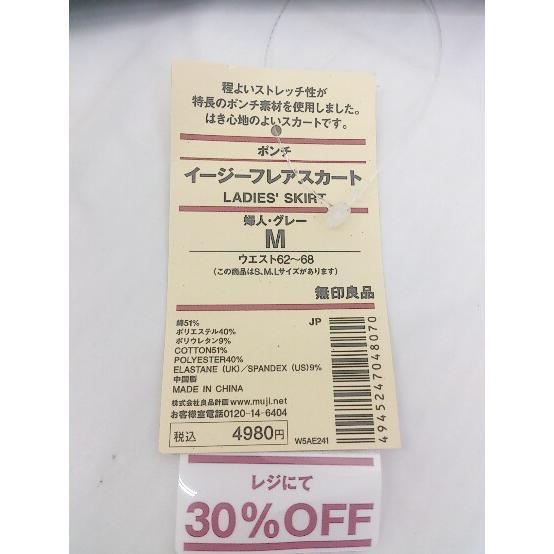 程よいストレッチ性が
特長のポンチ素材を使用しました。
はき心地のよいスカートです。
ポンチ
イージーフレアスカート
LADIES' SKIRT
婦人・グレー
M
ウエスト62〜68
(この商品はS、M、Lサイズがあります)
無印良品
JP
綿51%
ポリエステル40%
ポリウレタン9%
COTTON51%
POLYESTER40%
ELASTANE (UK)/SPANDEX (US)9%
中国製
MADE IN CHINA
株式会社良品計画 www.muji.net
お客様室電話0120-14-6404
税込 4980円
W5AE241
4945247048070
レジにて
30%OFF